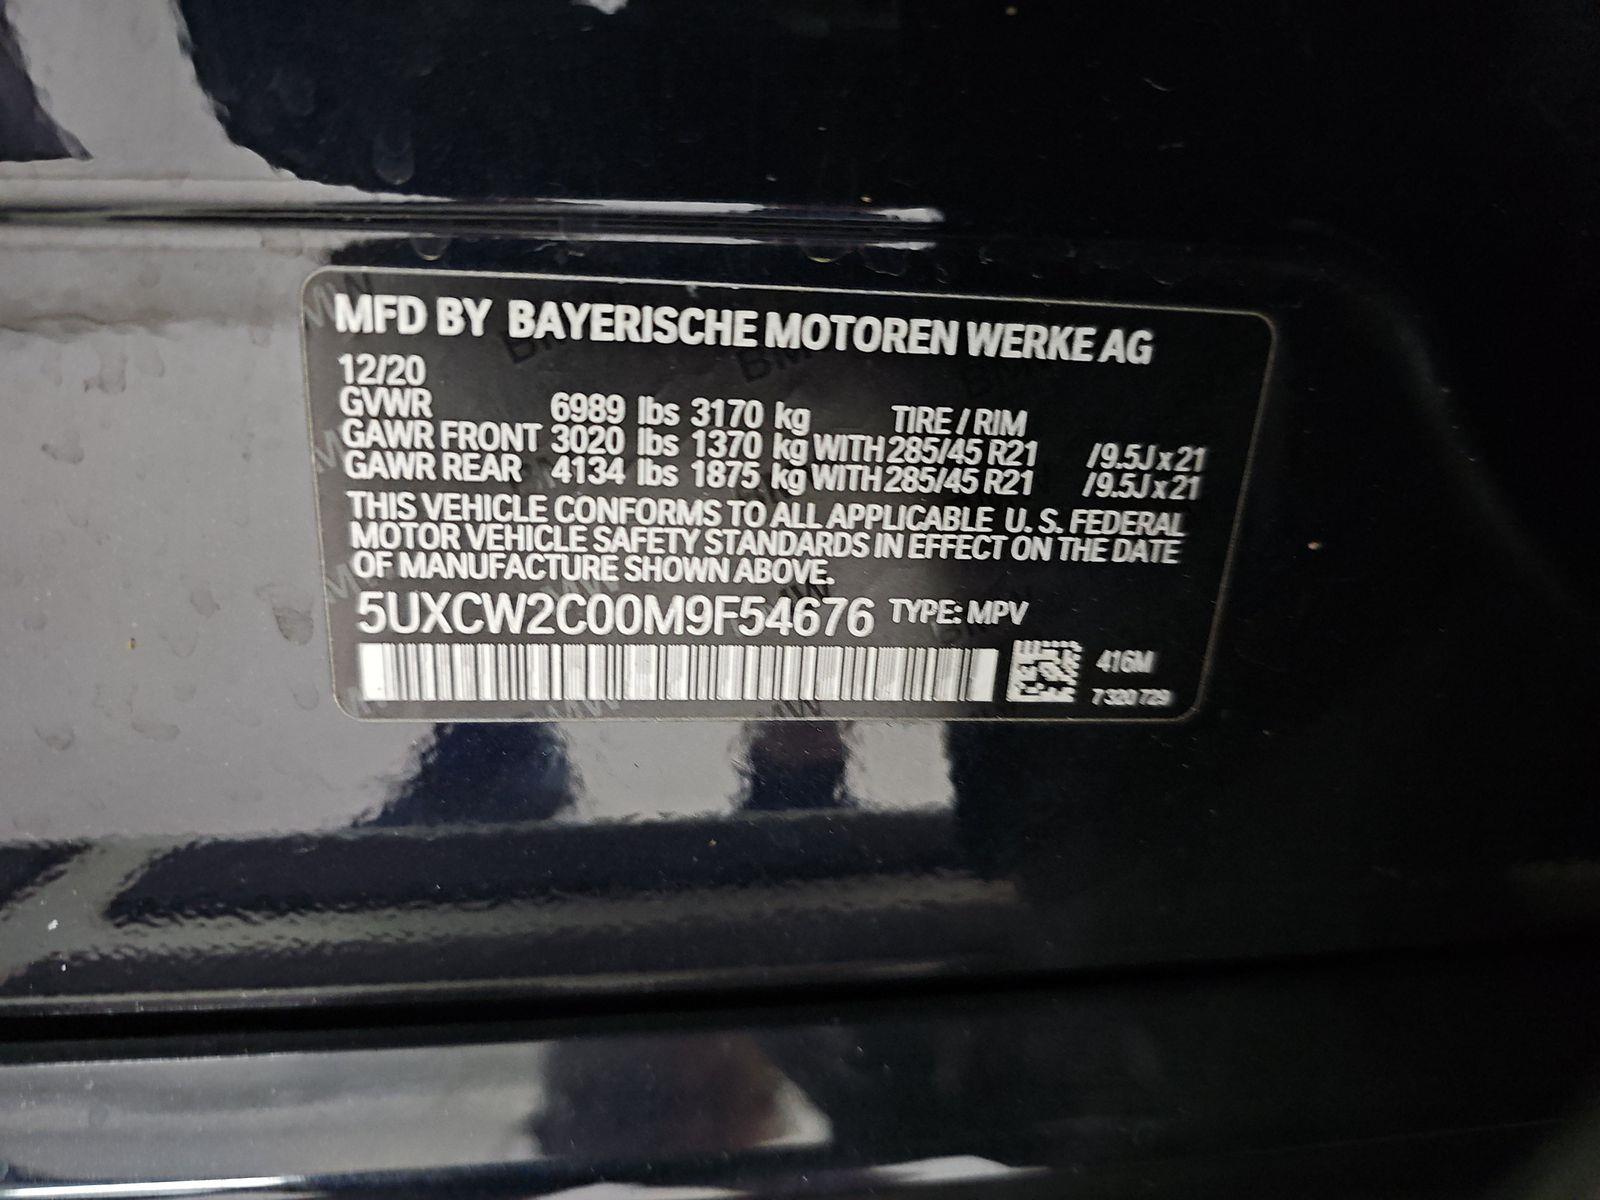 MFD BY BAYERISCHE MOTOREN WERKE AG
12/20
GVWR 6989 lbs 3170 kg TIRE / RIM
GAWR FRONT 3020 lbs 1370 kg WITH 285/45 R21 /9.5J x 21
GAWR REAR 4134 lbs 1875 kg WITH 285/45 R21 /9.5J x 21
THIS VEHICLE CONFORMS TO ALL APPLICABLE U. S. FEDERAL
MOTOR VEHICLE SAFETY STANDARDS IN EFFECT ON THE DATE
OF MANUFACTURE SHOWN ABOVE.
5UXCW2C00M9F54676 TYPE: MPV
416M
7 320 729